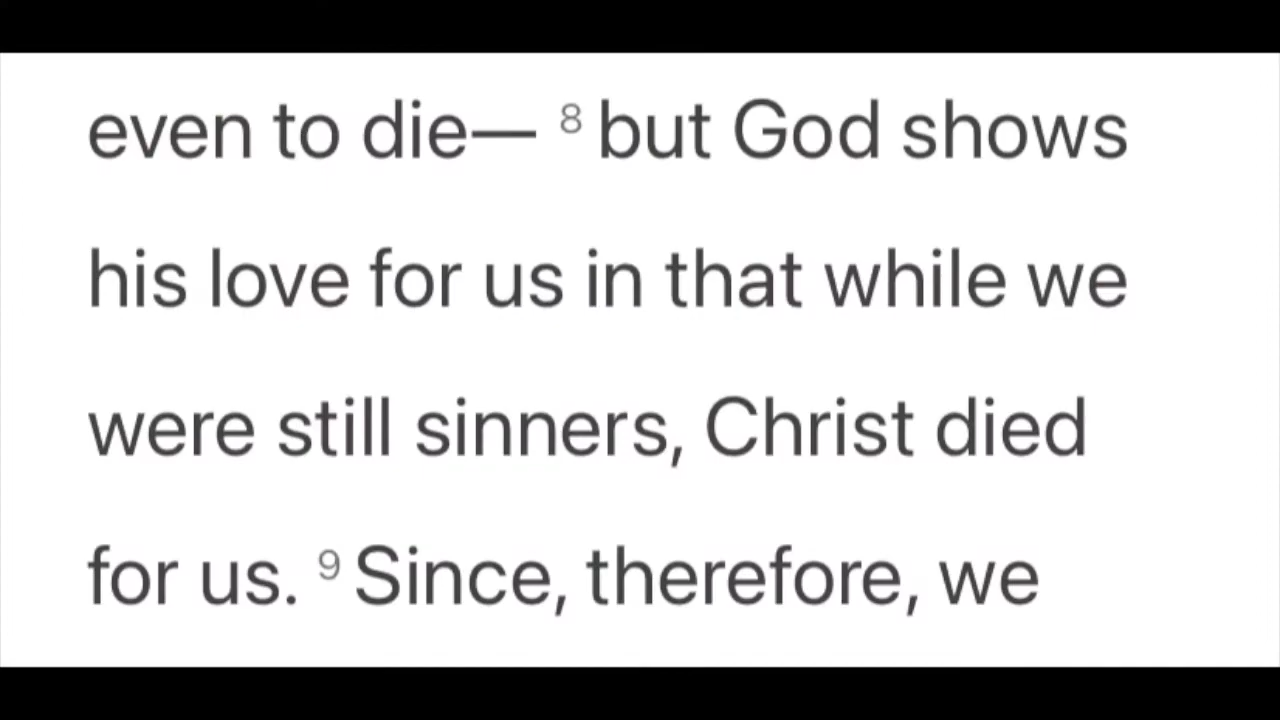 even to die— 8 but God shows
his love for us in that while we
were still sinners, Christ died
for us. 9 Since, therefore, we